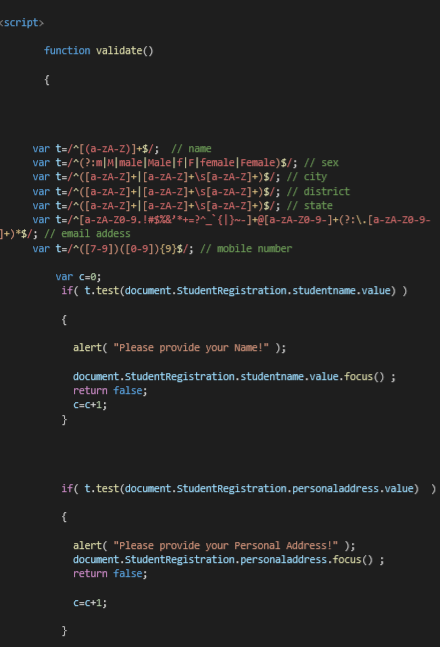 <script>
function validate()
{
var t=/^[(a-zA-Z)]+$/;  // name
var t=/^(?:m|M|male|Male|f|F|female|Female)$/; // sex
var t=/^([a-zA-Z]+|[a-zA-Z]+\s[a-zA-Z]+)$/; // city
var t=/^([a-zA-Z]+|[a-zA-Z]+\s[a-zA-Z]+)$/; // district
var t=/^([a-zA-Z]+|[a-zA-Z]+\s[a-zA-Z]+)$/; // state
var t=/^[a-zA-Z0-9.!#$%&’*+=?^_`{|}~-]+@[a-zA-Z0-9-]+(?:\.[a-zA-Z0-9-
]+)*$/; // email addess
var t=/^([7-9])([0-9]){9}$/; // mobile number
var c=0;
if( t.test(document.StudentRegistration.studentname.value) )
{
alert( "Please provide your Name!" );
document.StudentRegistration.studentname.value.focus() ;
return false;
c=c+1;
}
if( t.test(document.StudentRegistration.personaladdress.value)  )
{
alert( "Please provide your Personal Address!" );
document.StudentRegistration.personaladdress.focus() ;
return false;
c=c+1;
}